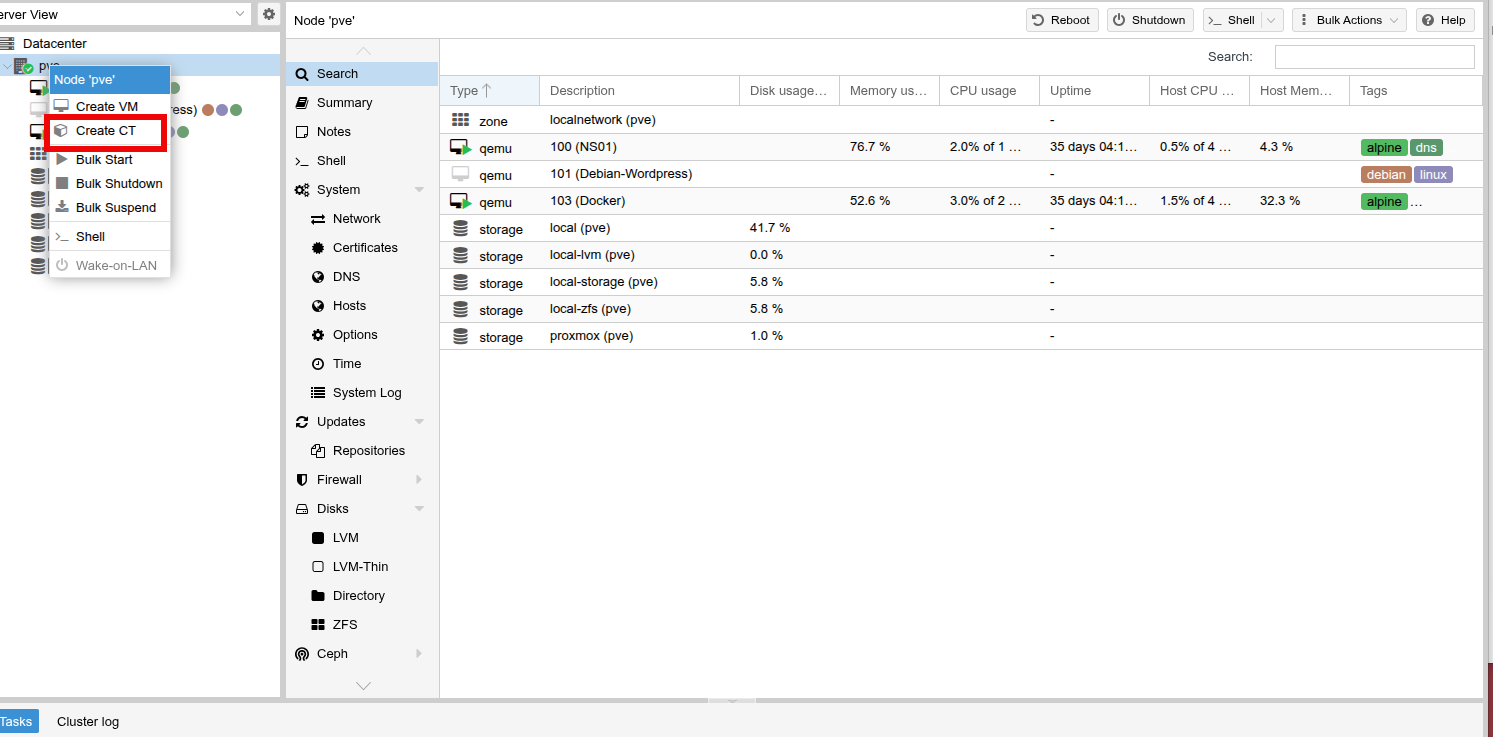 erver View
Node 'pve'
Reboot
Shutdown
Shell
Bulk Actions
Help
Datacenter
Node 'pve'
Create VM
Create CT
Bulk Start
Bulk Shutdown
Bulk Suspend
Shell
Wake-on-LAN
ress)
Search
Summary
Notes
Shell
System
Network
Certificates
DNS
Hosts
Options
Time
System Log
Updates
Repositories
Firewall
Disks
LVM
LVM-Thin
Directory
ZFS
Ceph
Search:
Type Description Disk usage... Memory us... CPU usage Uptime Host CPU ... Host Mem... Tags
zone localnetwork (pve) -
qemu 100 (NS01) 76.7 % 2.0% of 1 ... 35 days 04:1... 0.5% of 4 ... 4.3 % alpine dns
qemu 101 (Debian-Wordpress) - debian linux
qemu 103 (Docker) 52.6 % 3.0% of 2 ... 35 days 04:1... 1.5% of 4 ... 32.3 % alpine ...
storage local (pve) 41.7 % -
storage local-lvm (pve) 0.0 % -
storage local-storage (pve) 5.8 % -
storage local-zfs (pve) 5.8 % -
storage proxmox (pve) 1.0 % -
Tasks
Cluster log